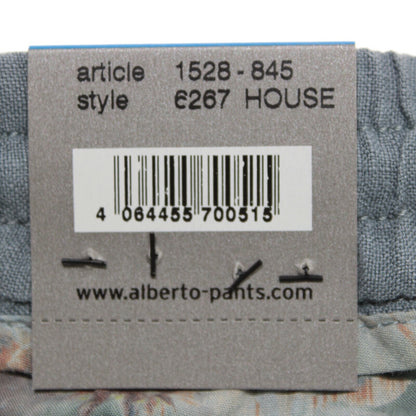 article 1528 - 845
style 6267 HOUSE
4 064455 700515
www.alberto-pants.com